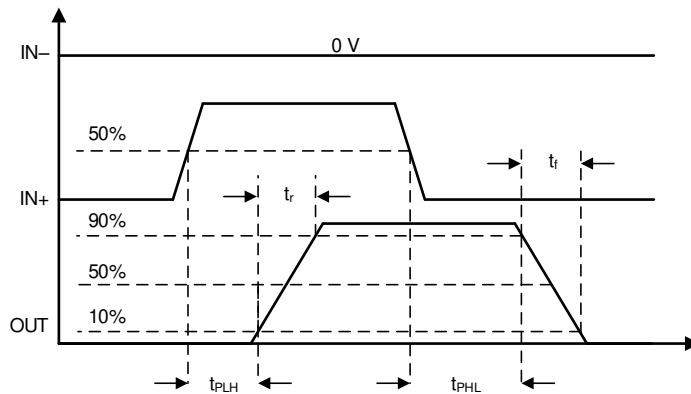 IN–
0 V
50%
tf
IN+
tr
90%
50%
10%
OUT
tPLH
tPHL